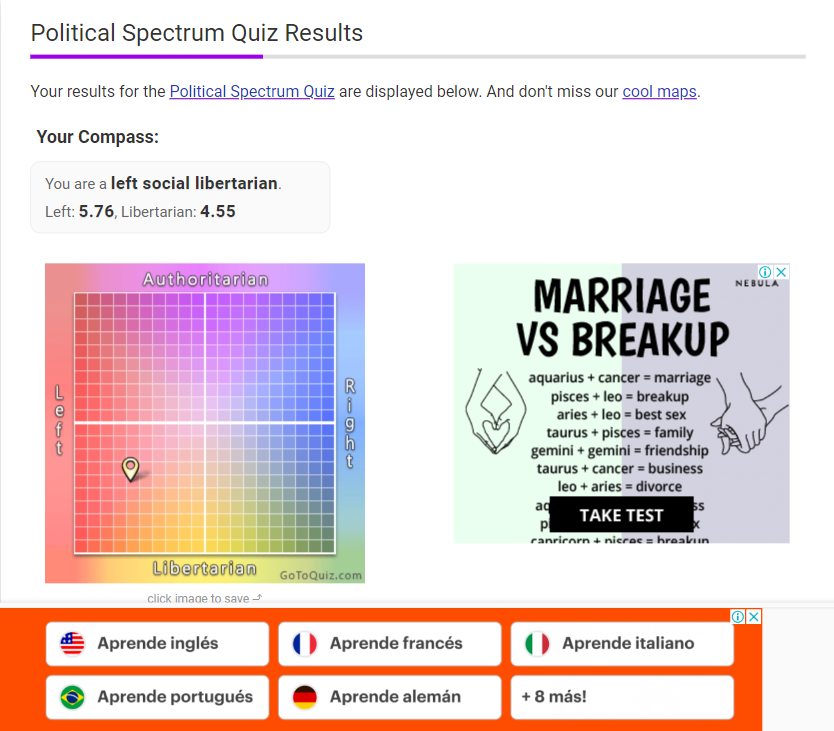 Political Spectrum Quiz Results
Your results for the Political Spectrum Quiz are displayed below. And don't miss our cool maps.
Your Compass:
You are a left social libertarian.
Left: 5.76, Libertarian: 4.55
Authoritarian
Left
Right
Libertarian
GoToQuiz.com
click image to save
NEBULA
MARRIAGE
VS BREAKUP
aquarius + cancer = marriage
pisces + leo = breakup
aries + leo = best sex
taurus + pisces = family
gemini + gemini = friendship
taurus + cancer = business
leo + aries = divorce
TAKE TEST
capricorn + pisces = breakup
Aprende inglés
Aprende francés
Aprende italiano
Aprende portugués
Aprende alemán
+ 8 más!